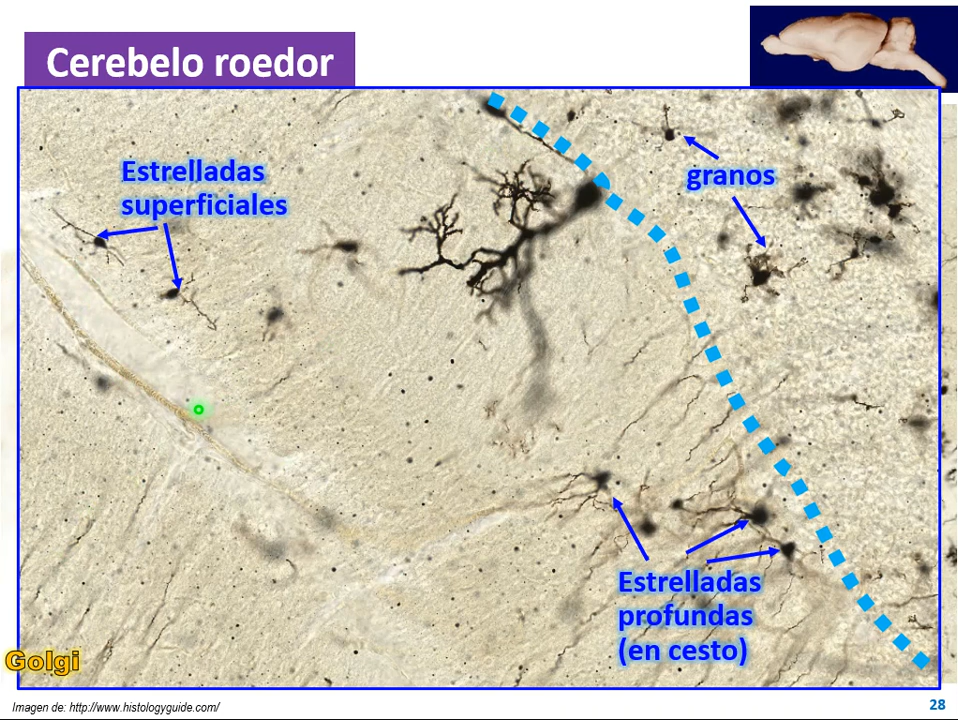 Cerebelo roedor
Estrelladas
superficiales
granos
Estrelladas
profundas
(en cesto)
Golgi
Imagen de: http://www.histologyguide.com/
28